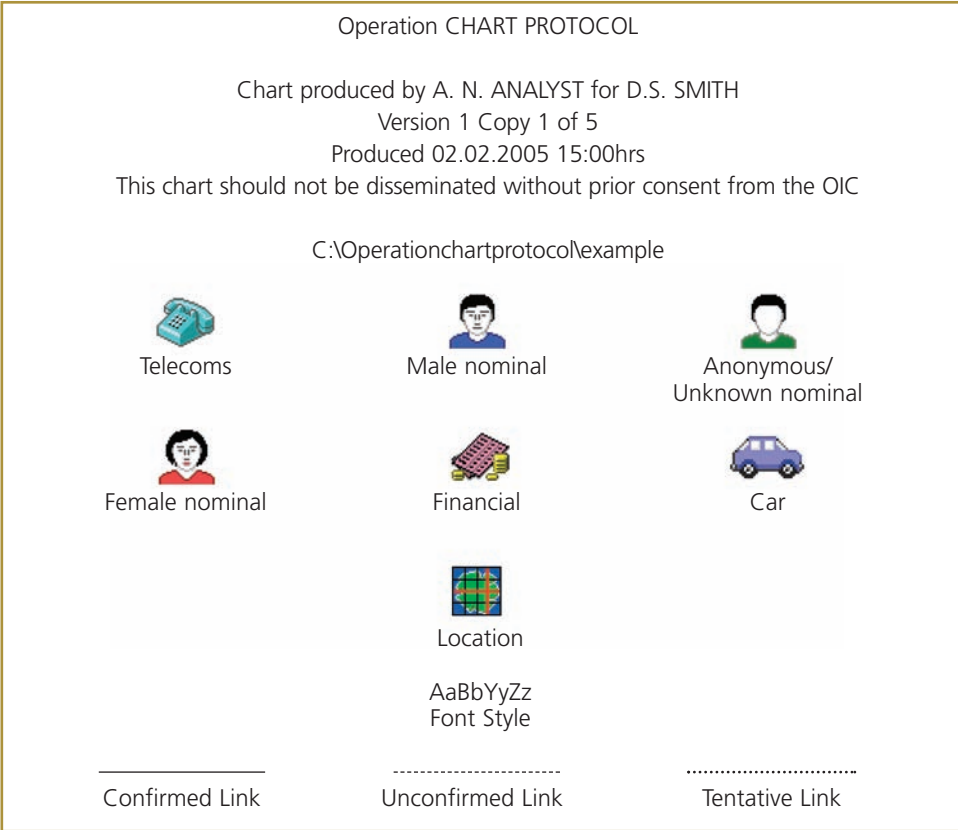 Operation CHART PROTOCOL
Chart produced by A. N. ANALYST for D.S. SMITH
Version 1 Copy 1 of 5
Produced 02.02.2005 15:00hrs
This chart should not be disseminated without prior consent from the OIC
C:\Operationchartprotocol\example
Telecoms
Male nominal
Anonymous/
Unknown nominal
Female nominal
Financial
Car
Location
AaBbYyZz
Font Style
Confirmed Link
Unconfirmed Link
Tentative Link